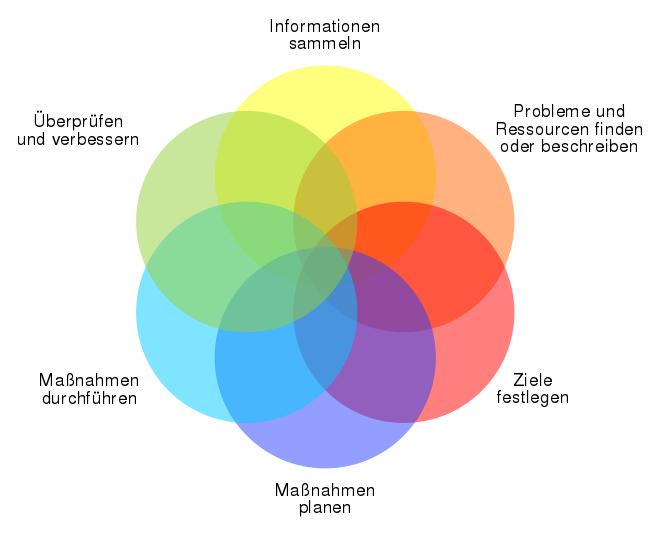 Informationen
sammeln
Probleme und
Ressourcen finden
oder beschreiben
Ziele
festlegen
Maßnahmen
planen
Maßnahmen
durchführen
Überprüfen
und verbessern